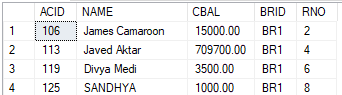 ACID NAME CBAL BRID RNO
1 106 James Camaroon 15000.00 BR1 2
2 113 Javed Aktar 709700.00 BR1 4
3 119 Divya Medi 3500.00 BR1 6
4 125 SANDHYA 1000.00 BR1 8